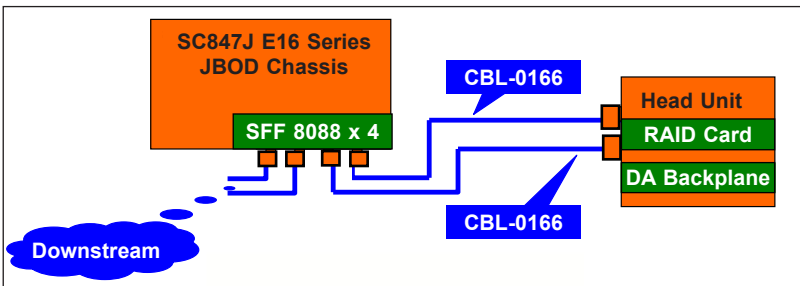 SC847J E16 Series
JBOD Chassis
SFF 8088 x 4
CBL-0166
Head Unit
RAID Card
DA Backplane
CBL-0166
Downstream